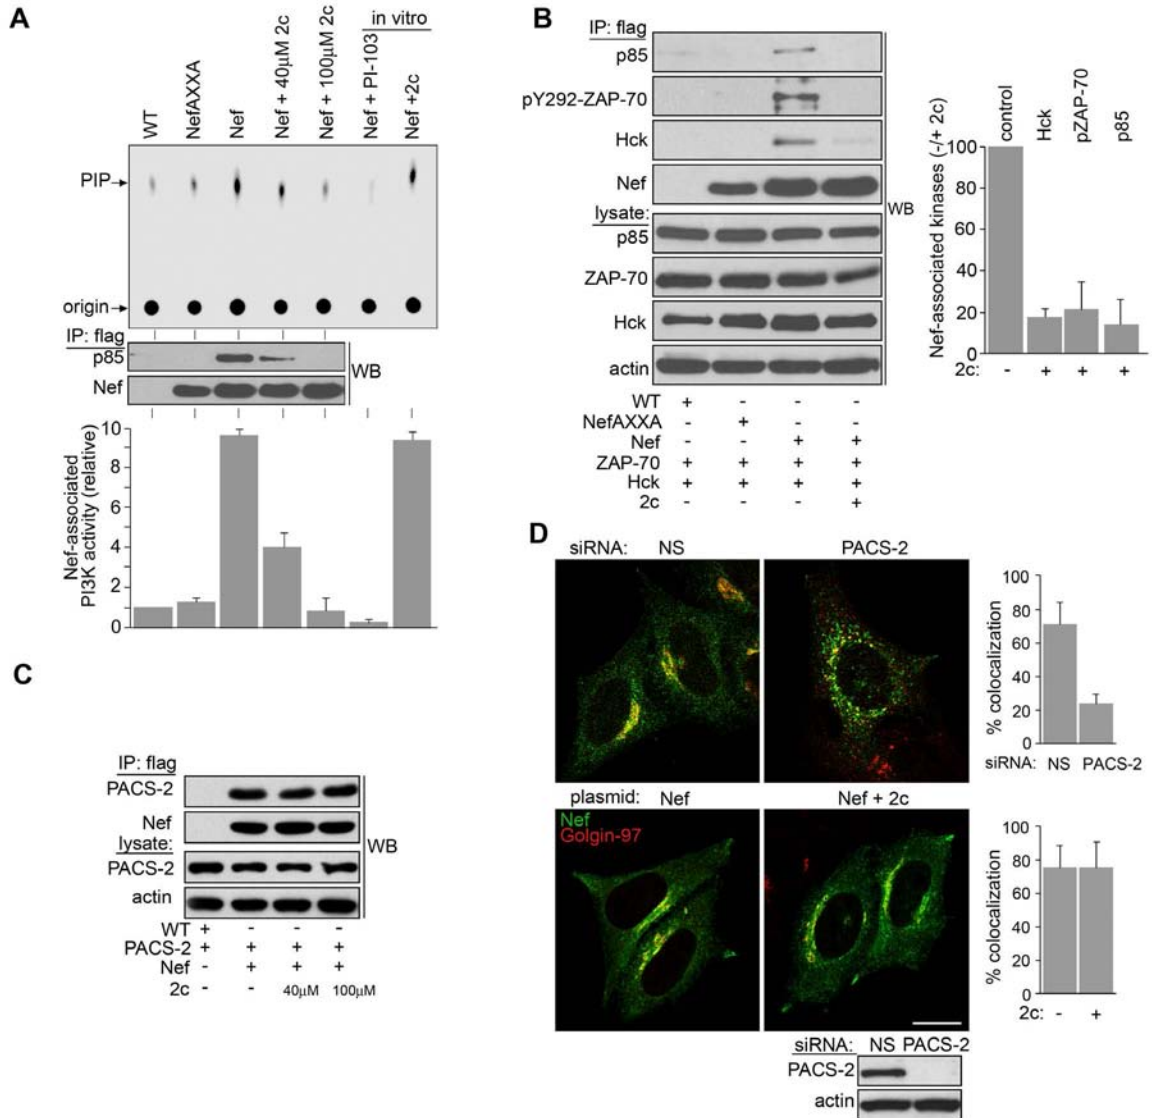 A
in vitro
WT
NefAXXA
Nef
Nef + 40µM 2c
Nef + 100µM 2c
Nef + PI-103
Nef +2c
PIP
origin
IP: flag
p85
Nef
WB
Nef-associated
PI3K activity (relative)
10
8
6
4
2
0
B
IP: flag
p85
pY292-ZAP-70
Hck
Nef
lysate:
p85
ZAP-70
Hck
actin
WB
WT + - - -
NefAXXA - + - -
Nef - - + +
ZAP-70 + + + +
Hck + + + +
2c - - - +
control
Hck
pZAP-70
p85
Nef-associated kinases (-/+ 2c)
100
80
60
40
20
0
2c: - + + +
C
IP: flag
PACS-2
Nef
lysate:
PACS-2
actin
WB
WT + - - -
PACS-2 + + + +
Nef - + + +
2c - - 40µM 100µM
D
siRNA: NS PACS-2
% colocalization
100
80
60
40
20
0
siRNA: NS PACS-2
plasmid: Nef Nef + 2c
Nef
Golgin-97
% colocalization
100
80
60
40
20
0
2c: - +
siRNA: NS PACS-2
PACS-2
actin